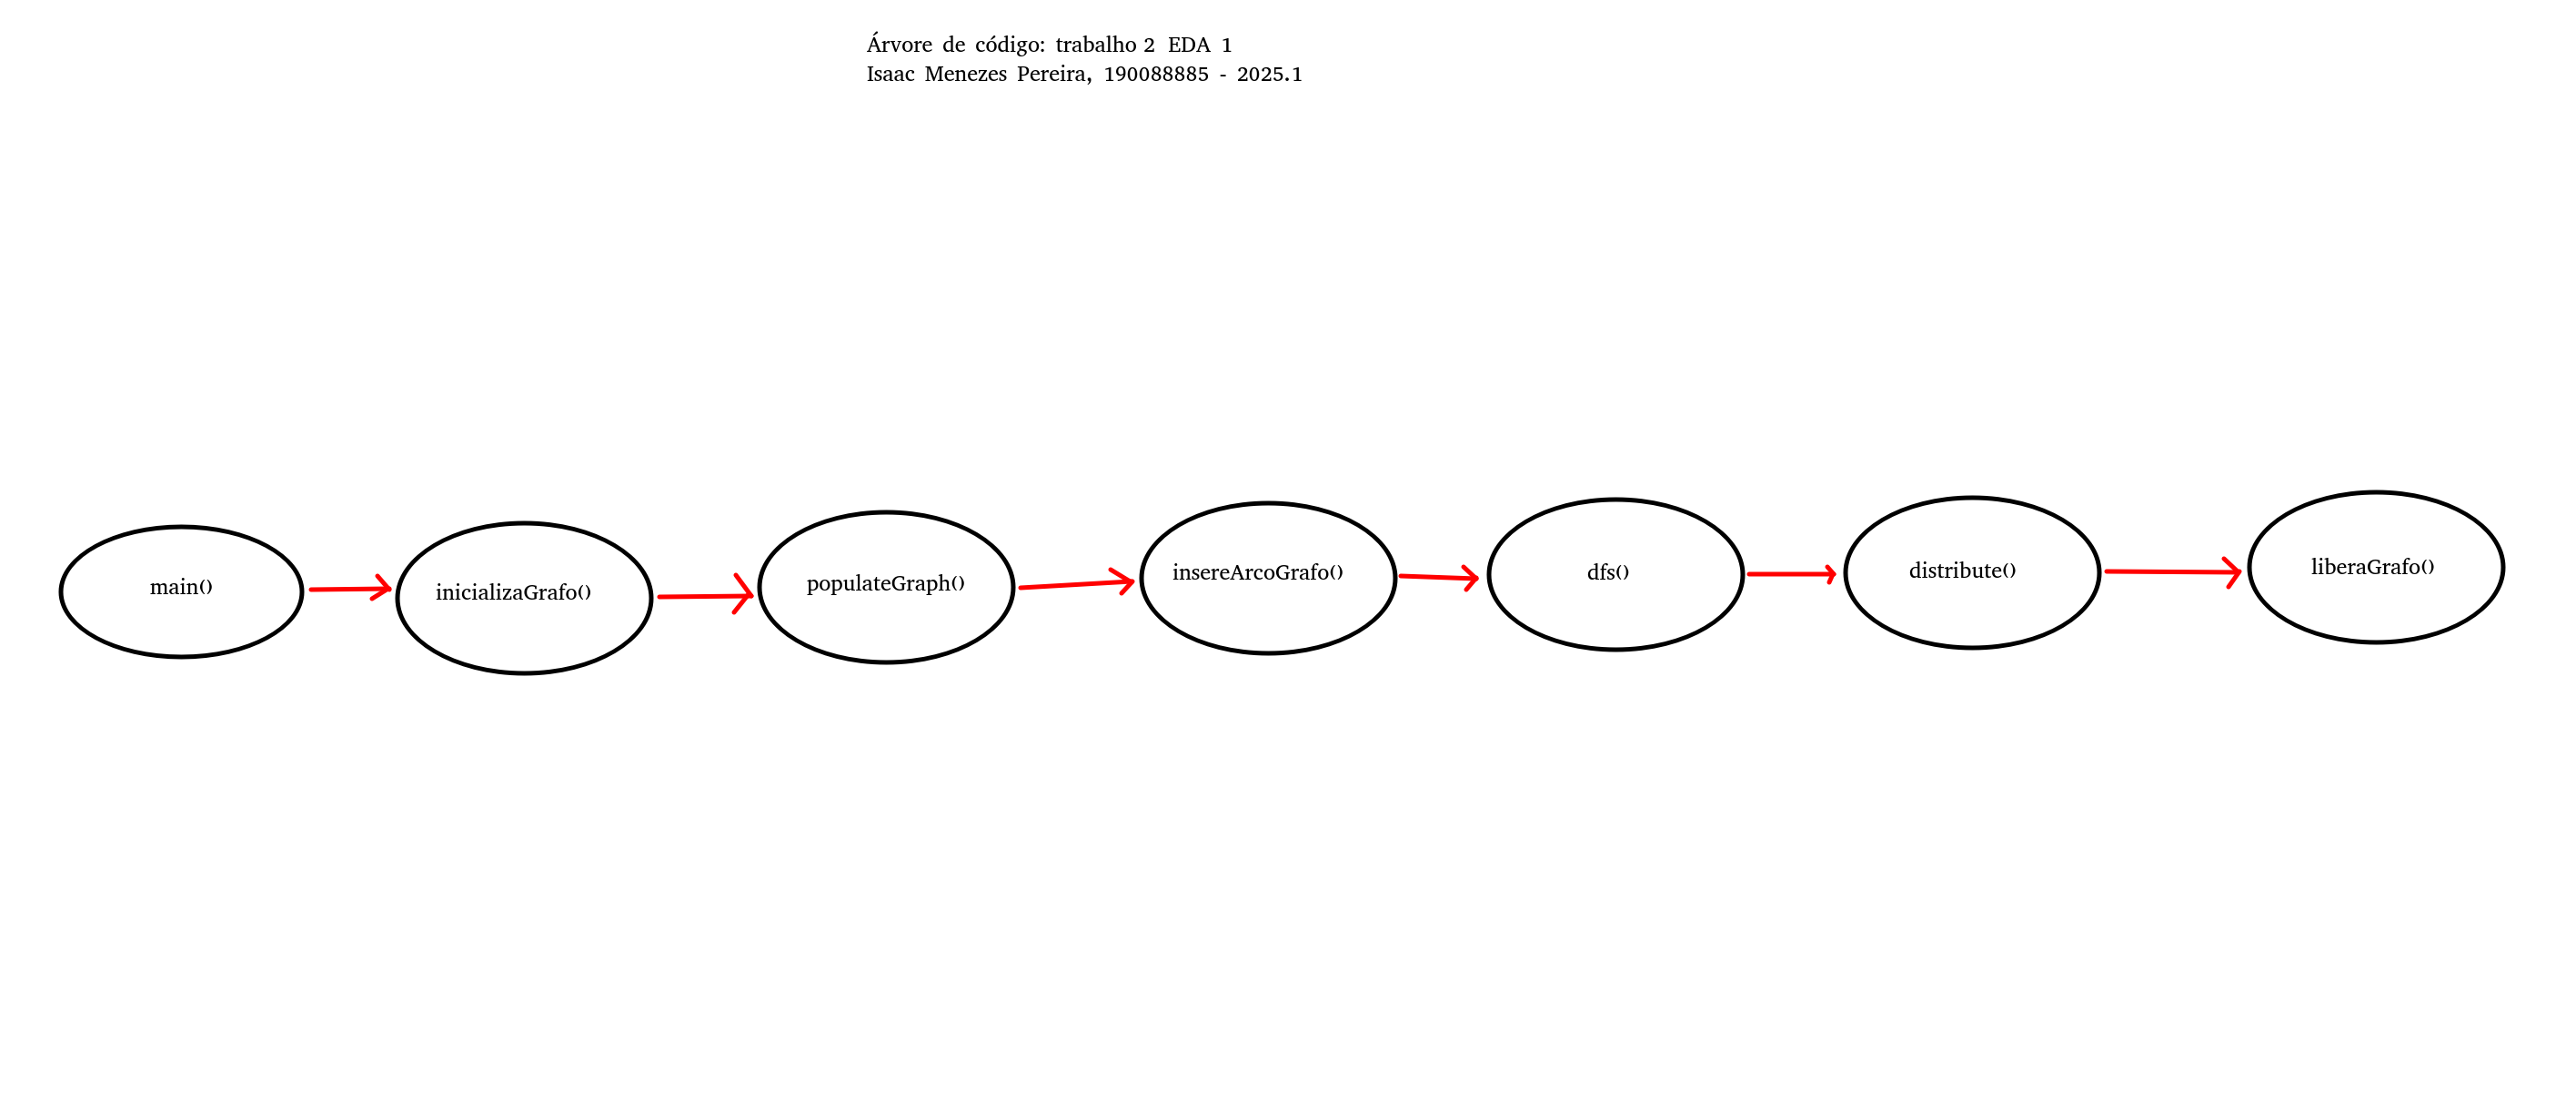 Árvore de código: trabalho 2 EDA 1
Isaac Menezes Pereira, 190088885 - 2025.1
main()
inicializaGrafo()
populateGraph()
insereArcoGrafo()
dfs()
distribute()
liberaGrafo()